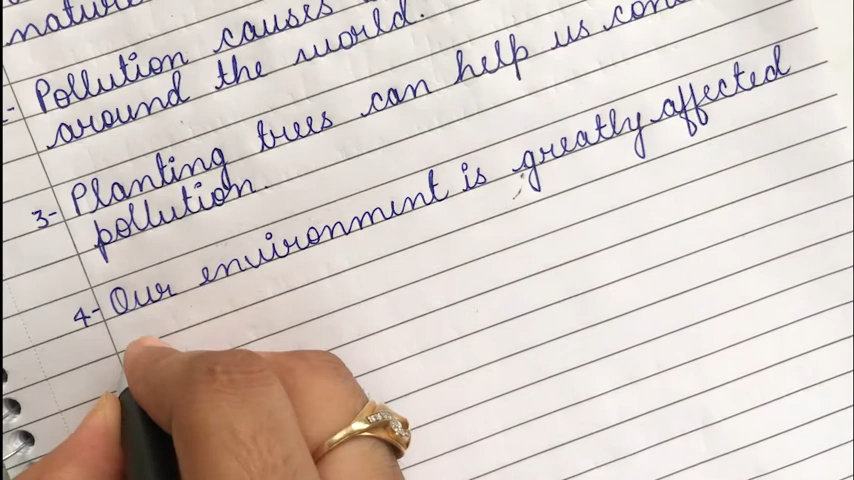 nature
Pollution causes
around the world.
3- Planting trees can help us con
pollution.
4- Our environment is greatly affected